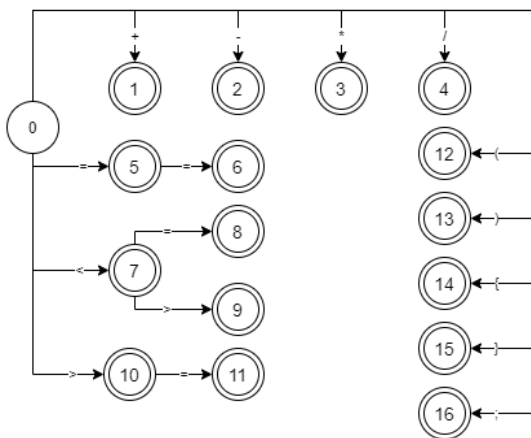 + - * /
1 2 3 4
0
12 (
= 5 = 6
13 )
= 8
< 7
14 {
> 9
15 }
> 10 = 11
16 ;